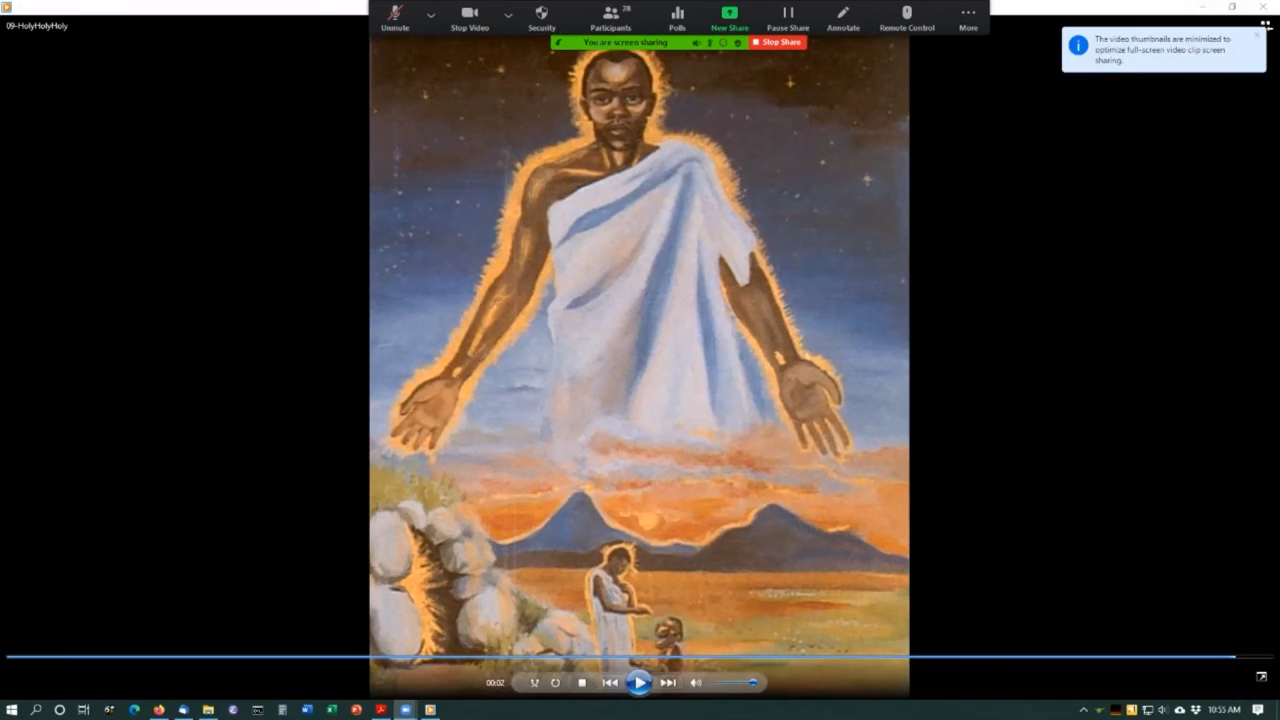 09-HolyHolyHoly
Unmute
Stop Video
Security
28
Participants
Polls
New Share
Pause Share
Annotate
Remote Control
More
You are screen sharing
Stop Share
The video thumbnails are minimized to
optimize full-screen video clip screen
sharing.
00:02
10:55 AM